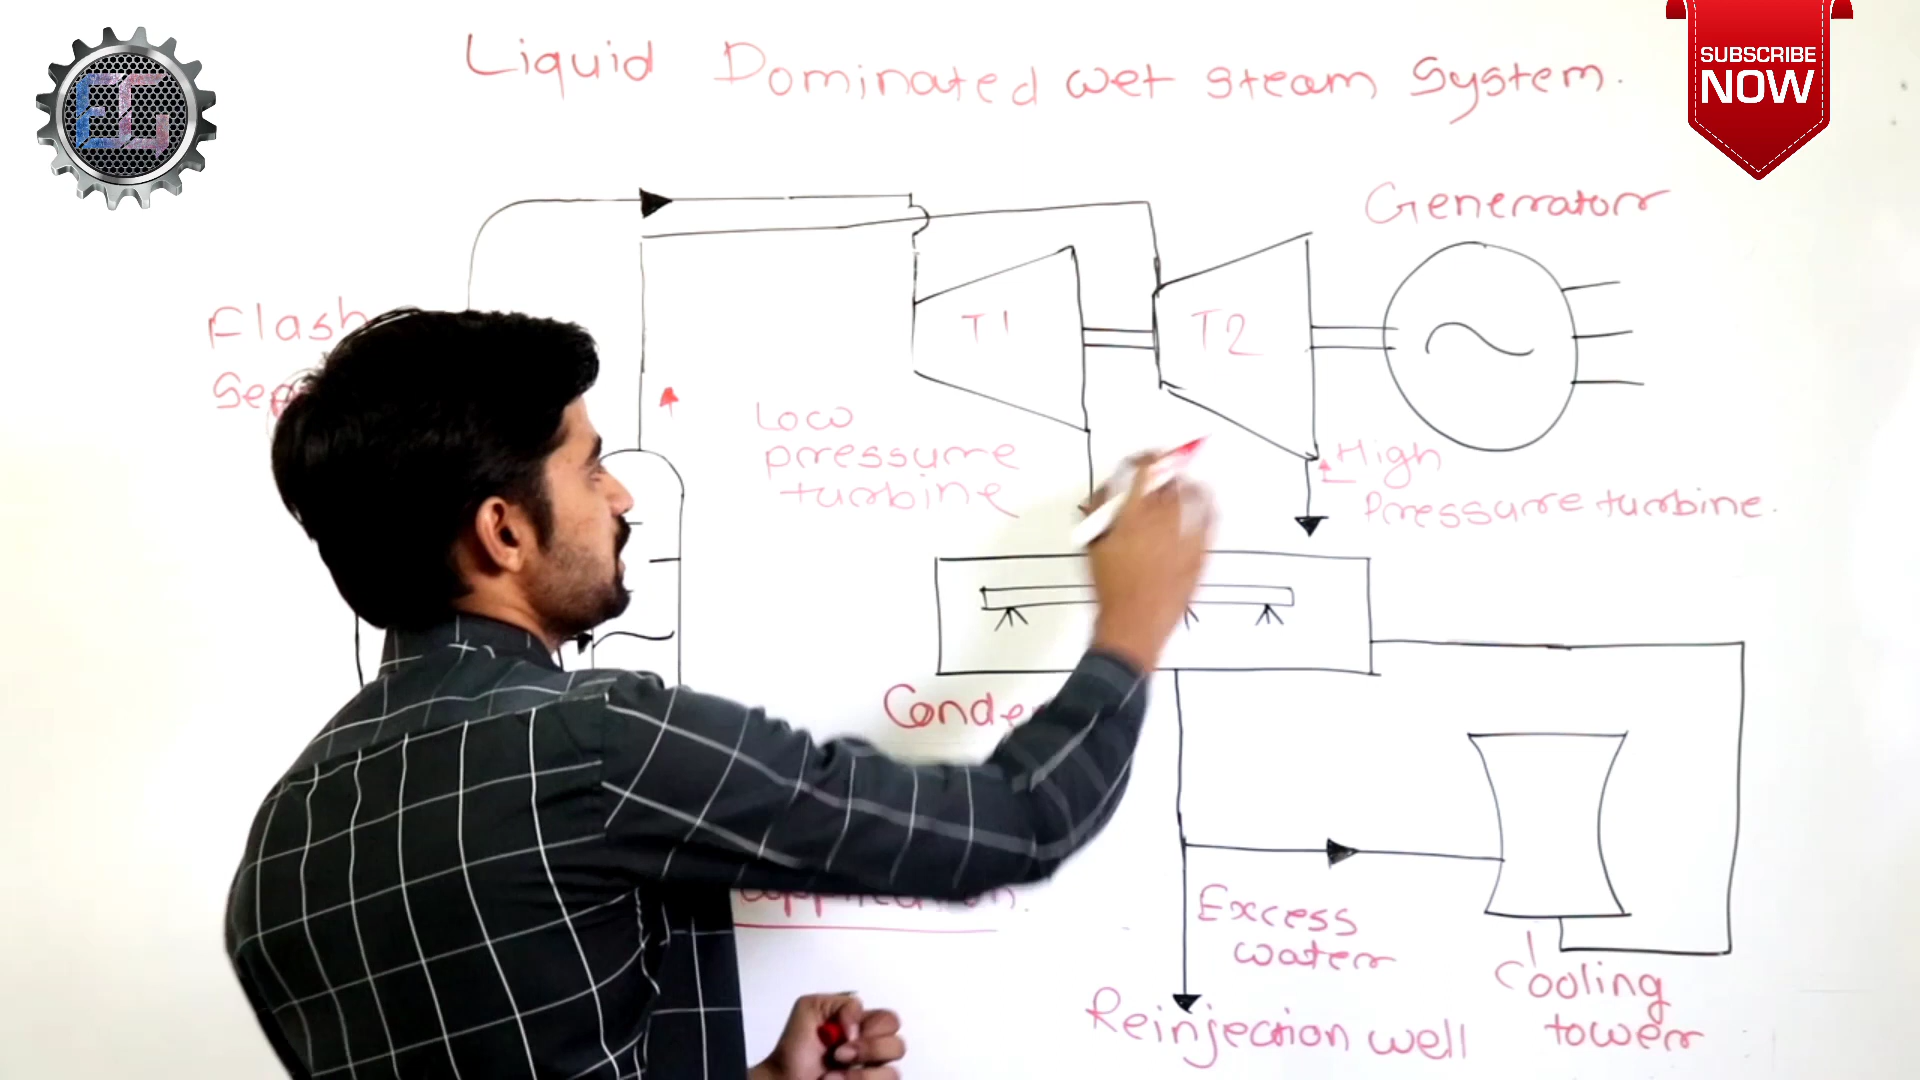 Liquid Dominated wet steam System.
SUBSCRIBE
NOW
EG
Generator
Flash
T1
T2
Low
pressure
turbine
High
Pressure turbine.
Excess
water
Cooling
tower
Reinjection well